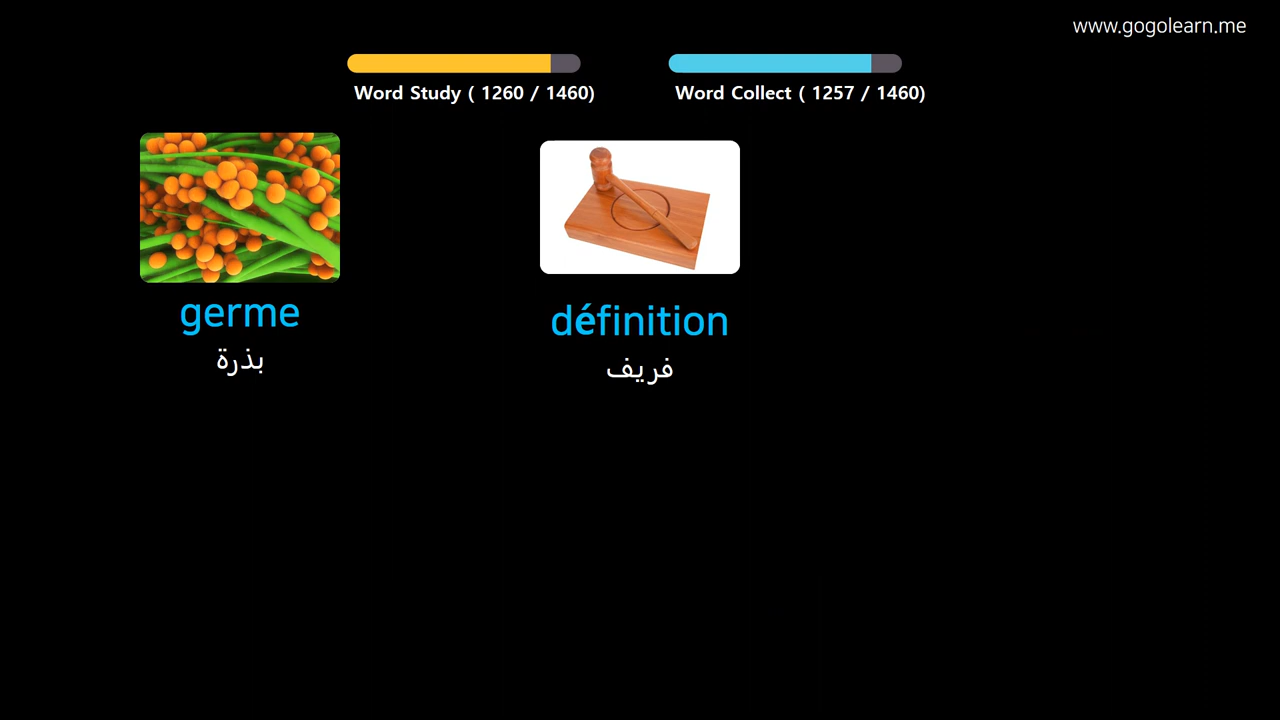 www.gogolearn.me
Word Study ( 1260 / 1460)
Word Collect ( 1257 / 1460)
germe
بذرة
définition
فريف